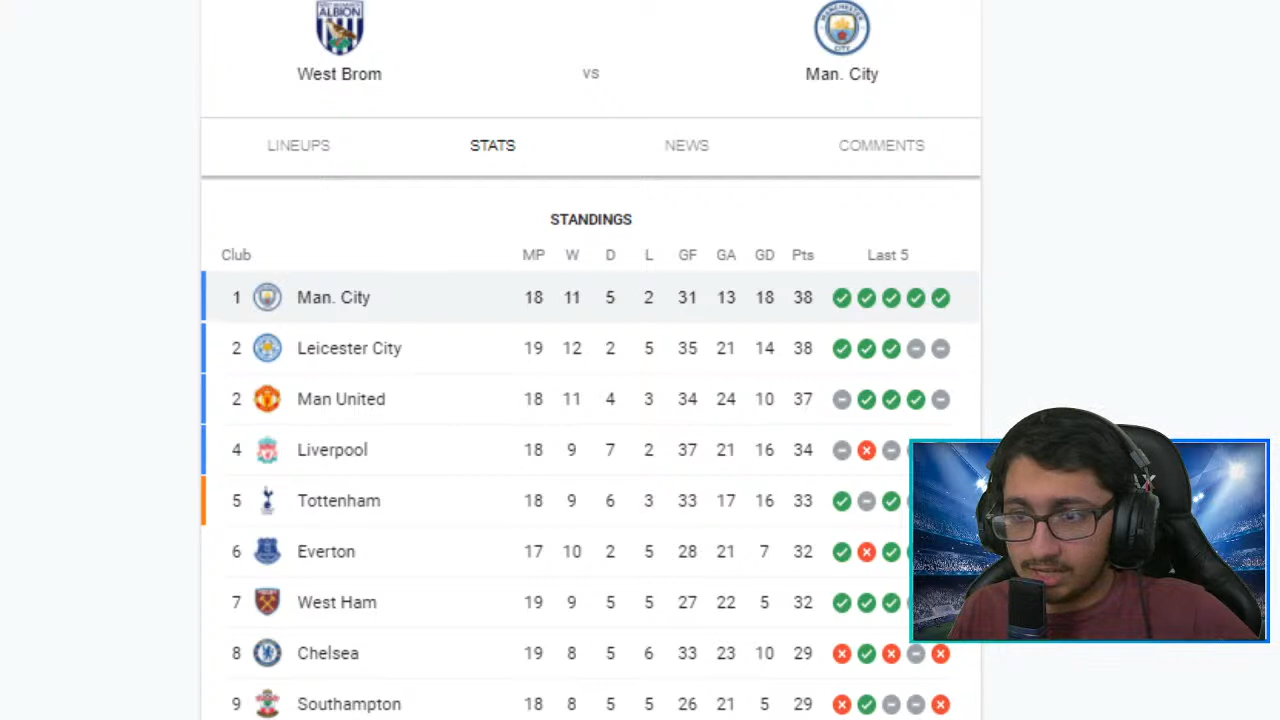 ALBION
MANCHESTER
CITY
West Brom
vs
Man. City
LINEUPS STATS NEWS COMMENTS
STANDINGS
Club MP W D L GF GA GD Pts Last 5
1 Man. City 18 11 5 2 31 13 18 38
2 Leicester City 19 12 2 5 35 21 14 38
2 Man United 18 11 4 3 34 24 10 37
4 Liverpool 18 9 7 2 37 21 16 34
5 Tottenham 18 9 6 3 33 17 16 33
6 Everton 17 10 2 5 28 21 7 32
7 West Ham 19 9 5 5 27 22 5 32
8 Chelsea 19 8 5 6 33 23 10 29
9 Southampton 18 8 5 5 26 21 5 29